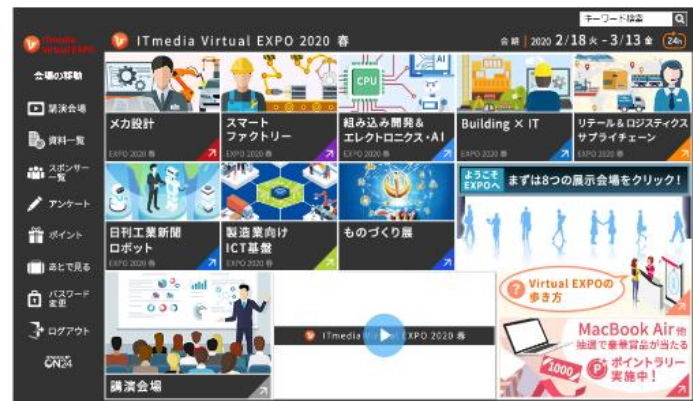 キーワード検索
ITmedia
Virtual EXPO
ITmedia Virtual EXPO 2020 春
会期 2020 2/18火-3/13金 24h
会場の移動
講演会場
資料一覧
スポンサー
一覧
アンケート
ポイント
あとで見る
パスワード
変更
ログアウト
ON24
CPU
AI
メカ設計
EXPO 2020 春
スマート
ファクトリー
EXPO 2020 春
組み込み開発&
エレクトロニクス・AI
EXPO 2020 春
Building × IT
EXPO 2020 春
リテール&ロジスティクス
サプライチェーン
EXPO 2020 春
日刊工業新聞
ロボット
EXPO 2020 春
製造業向け
ICT基盤
EXPO 2020 春
ものづくり展
ようこそ
EXPOへ
まずは8つの展示会場をクリック!
? Virtual EXPOの
歩き方
講演会場
ITmedia Virtual EXPO 2020 春
MacBook Air 他
抽選で豪華賞品が当たる
1000
P ポイントラリー
実施中!